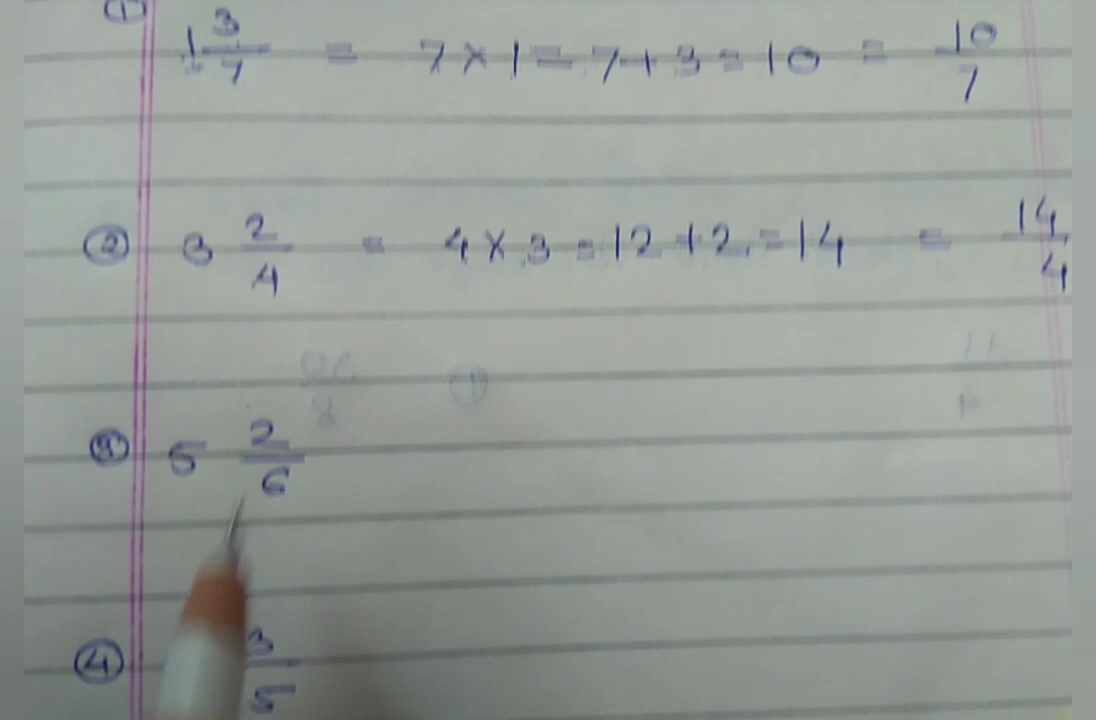 ① 1 3/7 = 7 × 1 = 7 + 3 = 10 = 10/7
② 3 2/4 = 4 × 3 = 12 + 2 = 14 = 14/4
③ 5 2/6
④ 3/5